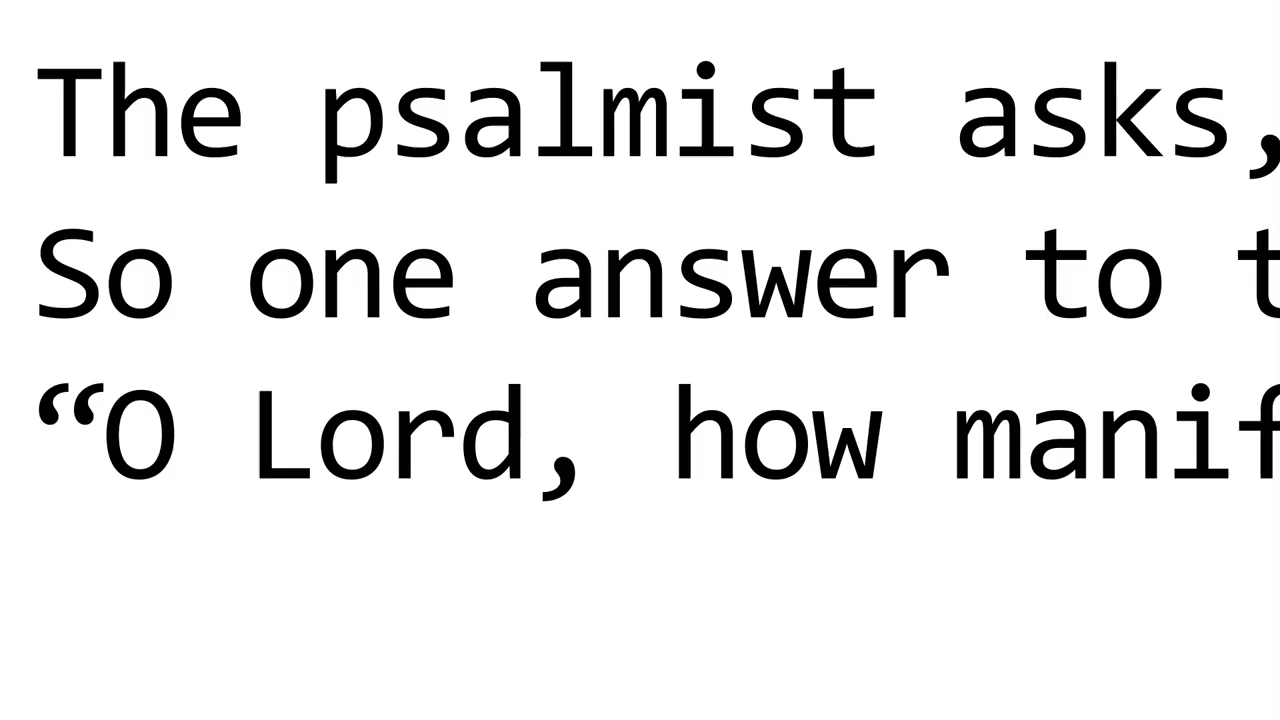 The psalmist asks,
So one answer to t
“O Lord, how manif